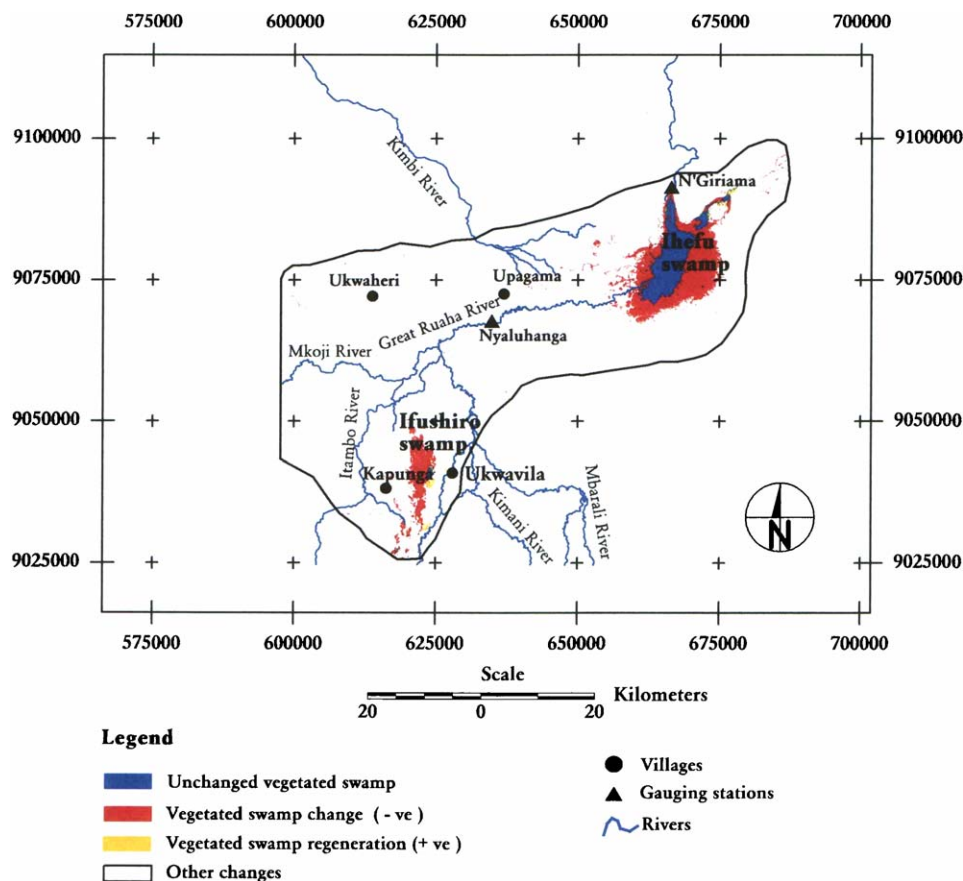 575000 600000 625000 650000 675000 700000
9100000 9100000
Kimbi River
N'Giriama
Ihefu
swamp
9075000 9075000
Ukwaheri
Upagama
Great Ruaha River
Nyaluhanga
Mkoji River
9050000 9050000
Ifushiro
swamp
Itambo River
Kapunga
Ukwavila
Kimani River
Mbarali River
N
9025000 9025000
575000 600000 625000 650000 675000 700000
Scale
Kilometers
20 0 20
Legend
Unchanged vegetated swamp
Vegetated swamp change ( - ve )
Vegetated swamp regeneration (+ ve )
Other changes
Villages
Gauging stations
Rivers